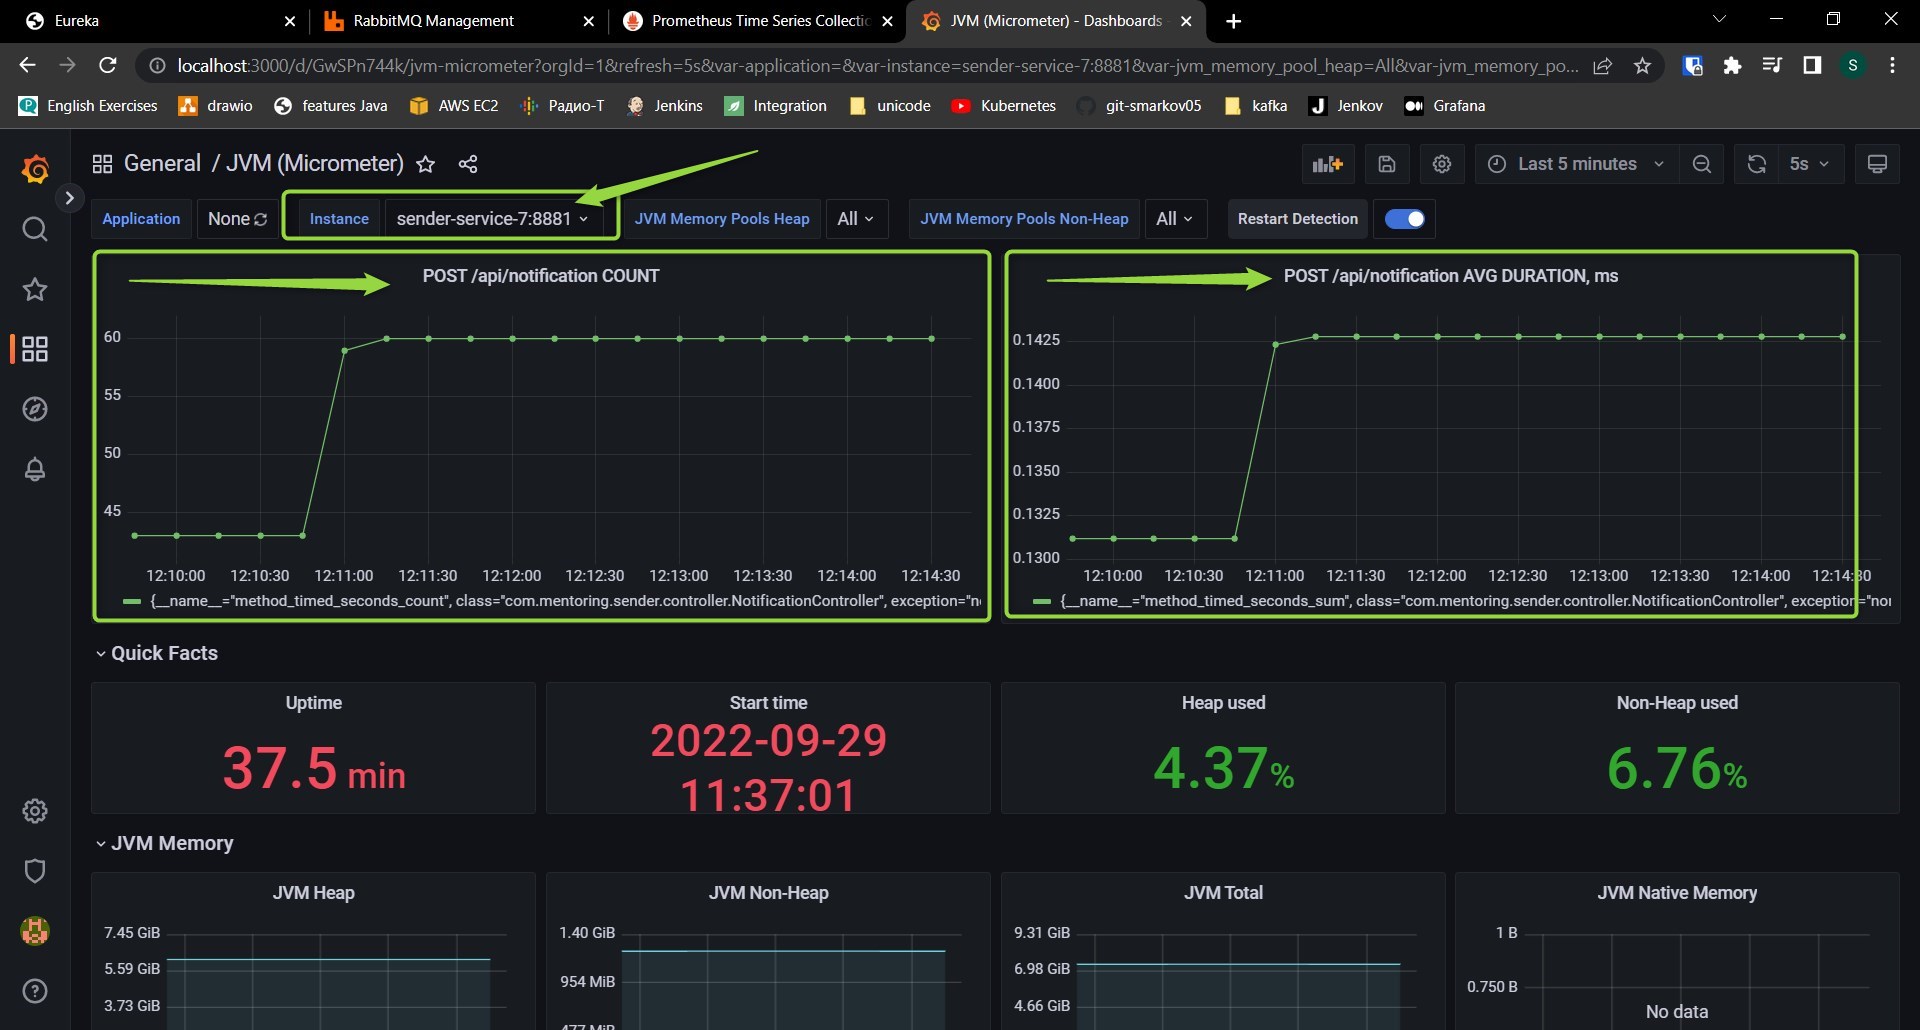 Eureka
RabbitMQ Management
Prometheus Time Series Collectio
JVM (Micrometer) - Dashboards
localhost:3000/d/GwSPn744k/jvm-micrometer?orgId=1&refresh=5s&var-application=&var-instance=sender-service-7:8881&var-jvm_memory_pool_heap=All&var-jvm_memory_po...
S
English Exercises drawio features Java AWS EC2 Радио-Т Jenkins Integration unicode Kubernetes git-smarkov05 kafka Jenkov Grafana
General / JVM (Micrometer)
Last 5 minutes
5s
Application None Instance sender-service-7:8881 JVM Memory Pools Heap All JVM Memory Pools Non-Heap All Restart Detection
POST /api/notification COUNT
60
55
50
45
12:10:00 12:10:30 12:11:00 12:11:30 12:12:00 12:12:30 12:13:00 12:13:30 12:14:00 12:14:30
{__name__="method_timed_seconds_count", class="com.mentoring.sender.controller.NotificationController", exception="n
POST /api/notification AVG DURATION, ms
0.1425
0.1400
0.1375
0.1350
0.1325
0.1300
12:10:00 12:10:30 12:11:00 12:11:30 12:12:00 12:12:30 12:13:00 12:13:30 12:14:00 12:14:30
{__name__="method_timed_seconds_sum", class="com.mentoring.sender.controller.NotificationController", exception="nor
Quick Facts
Uptime
37.5 min
Start time
2022-09-29
11:37:01
Heap used
4.37%
Non-Heap used
6.76%
JVM Memory
JVM Heap
7.45 GiB
5.59 GiB
3.73 GiB
JVM Non-Heap
1.40 GiB
954 MiB
477 MiB
JVM Total
9.31 GiB
6.98 GiB
4.66 GiB
JVM Native Memory
1 B
0.750 B
No data